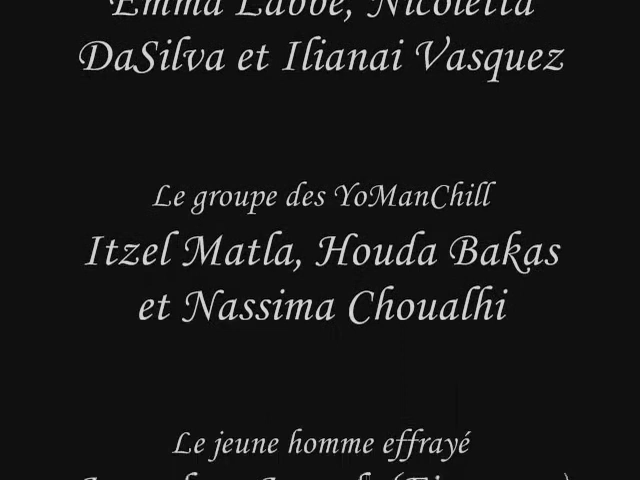 Emma Labbé, Nicoletta
DaSilva et Ilianai Vasquez
Le groupe des YoManChill
Itzel Matla, Houda Bakas
et Nassima Choualhi
Le jeune homme effrayé